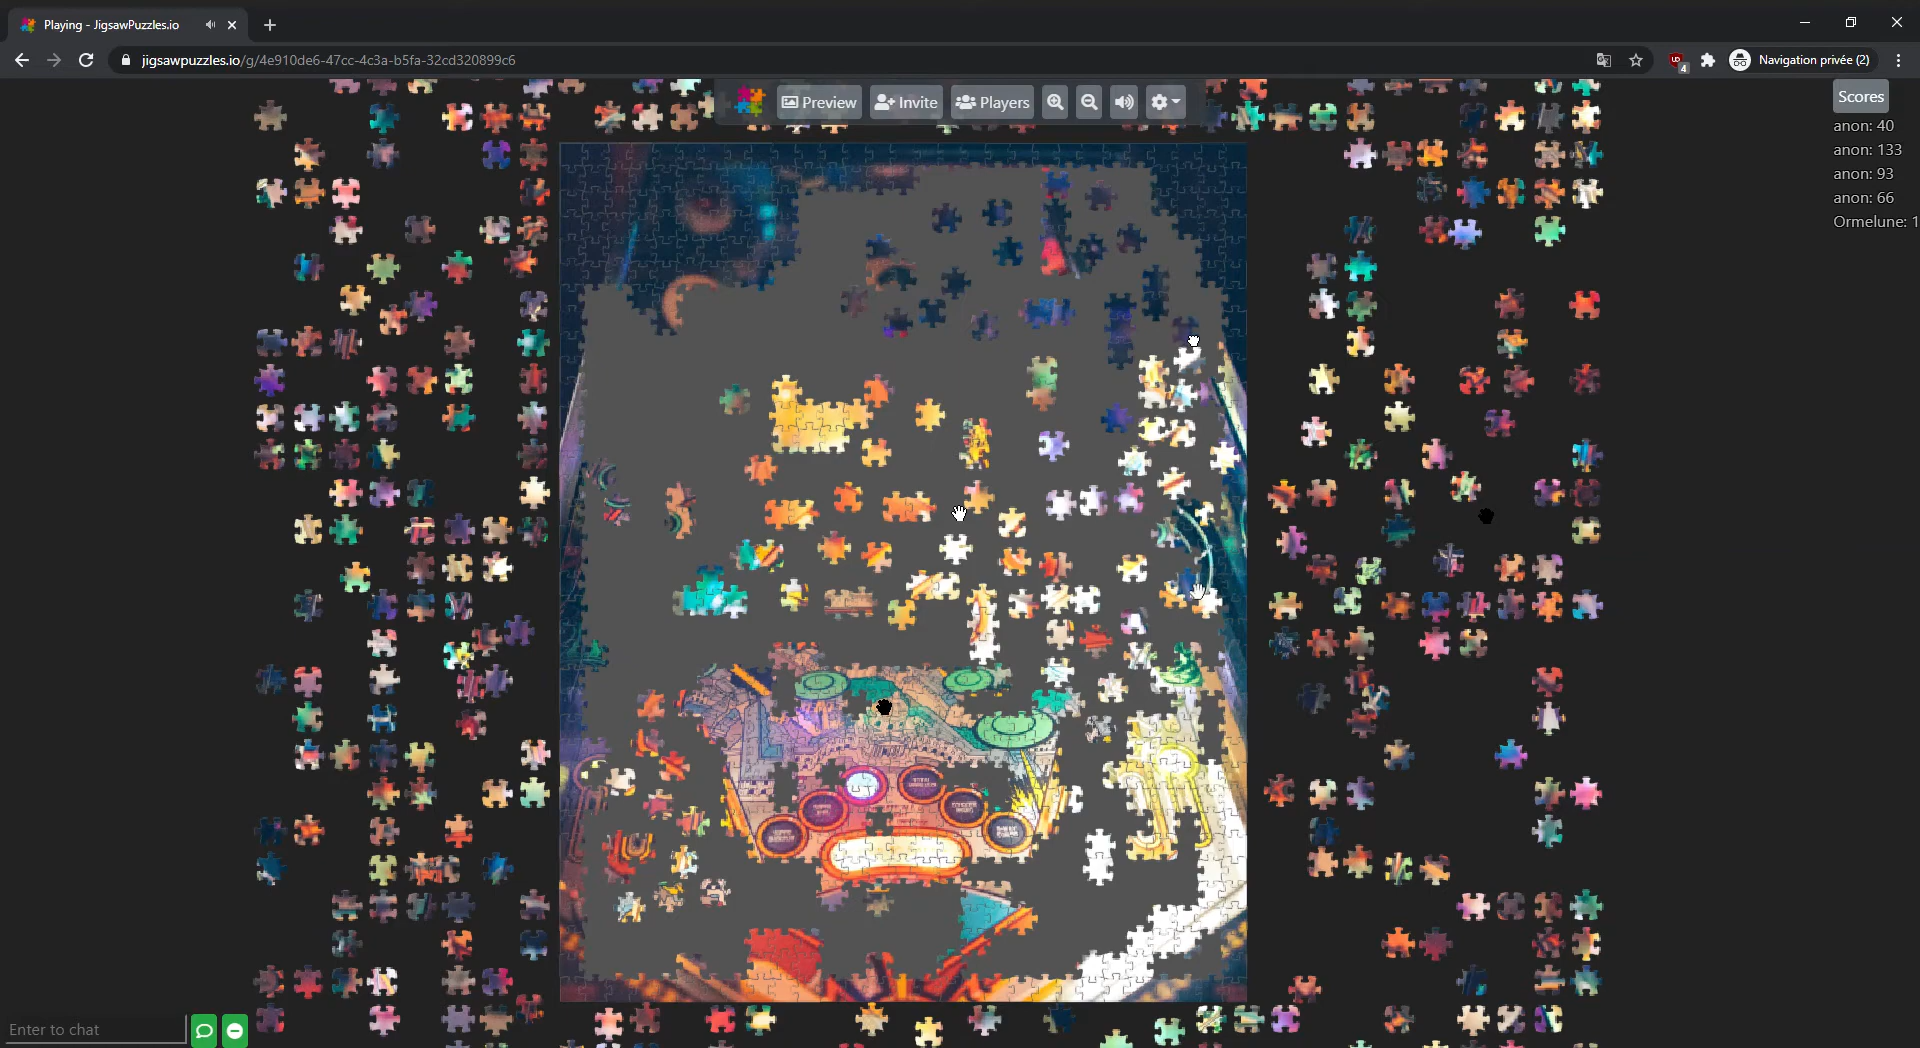 Playing - JigsawPuzzles.io
jigsawpuzzles.io/g/4e910de6-47cc-4c3a-b5fa-32cd320899c6
4
Navigation privée (2)
Preview
Invite
Players
Scores
anon: 40
anon: 133
anon: 93
anon: 66
Ormelune: 1
Enter to chat